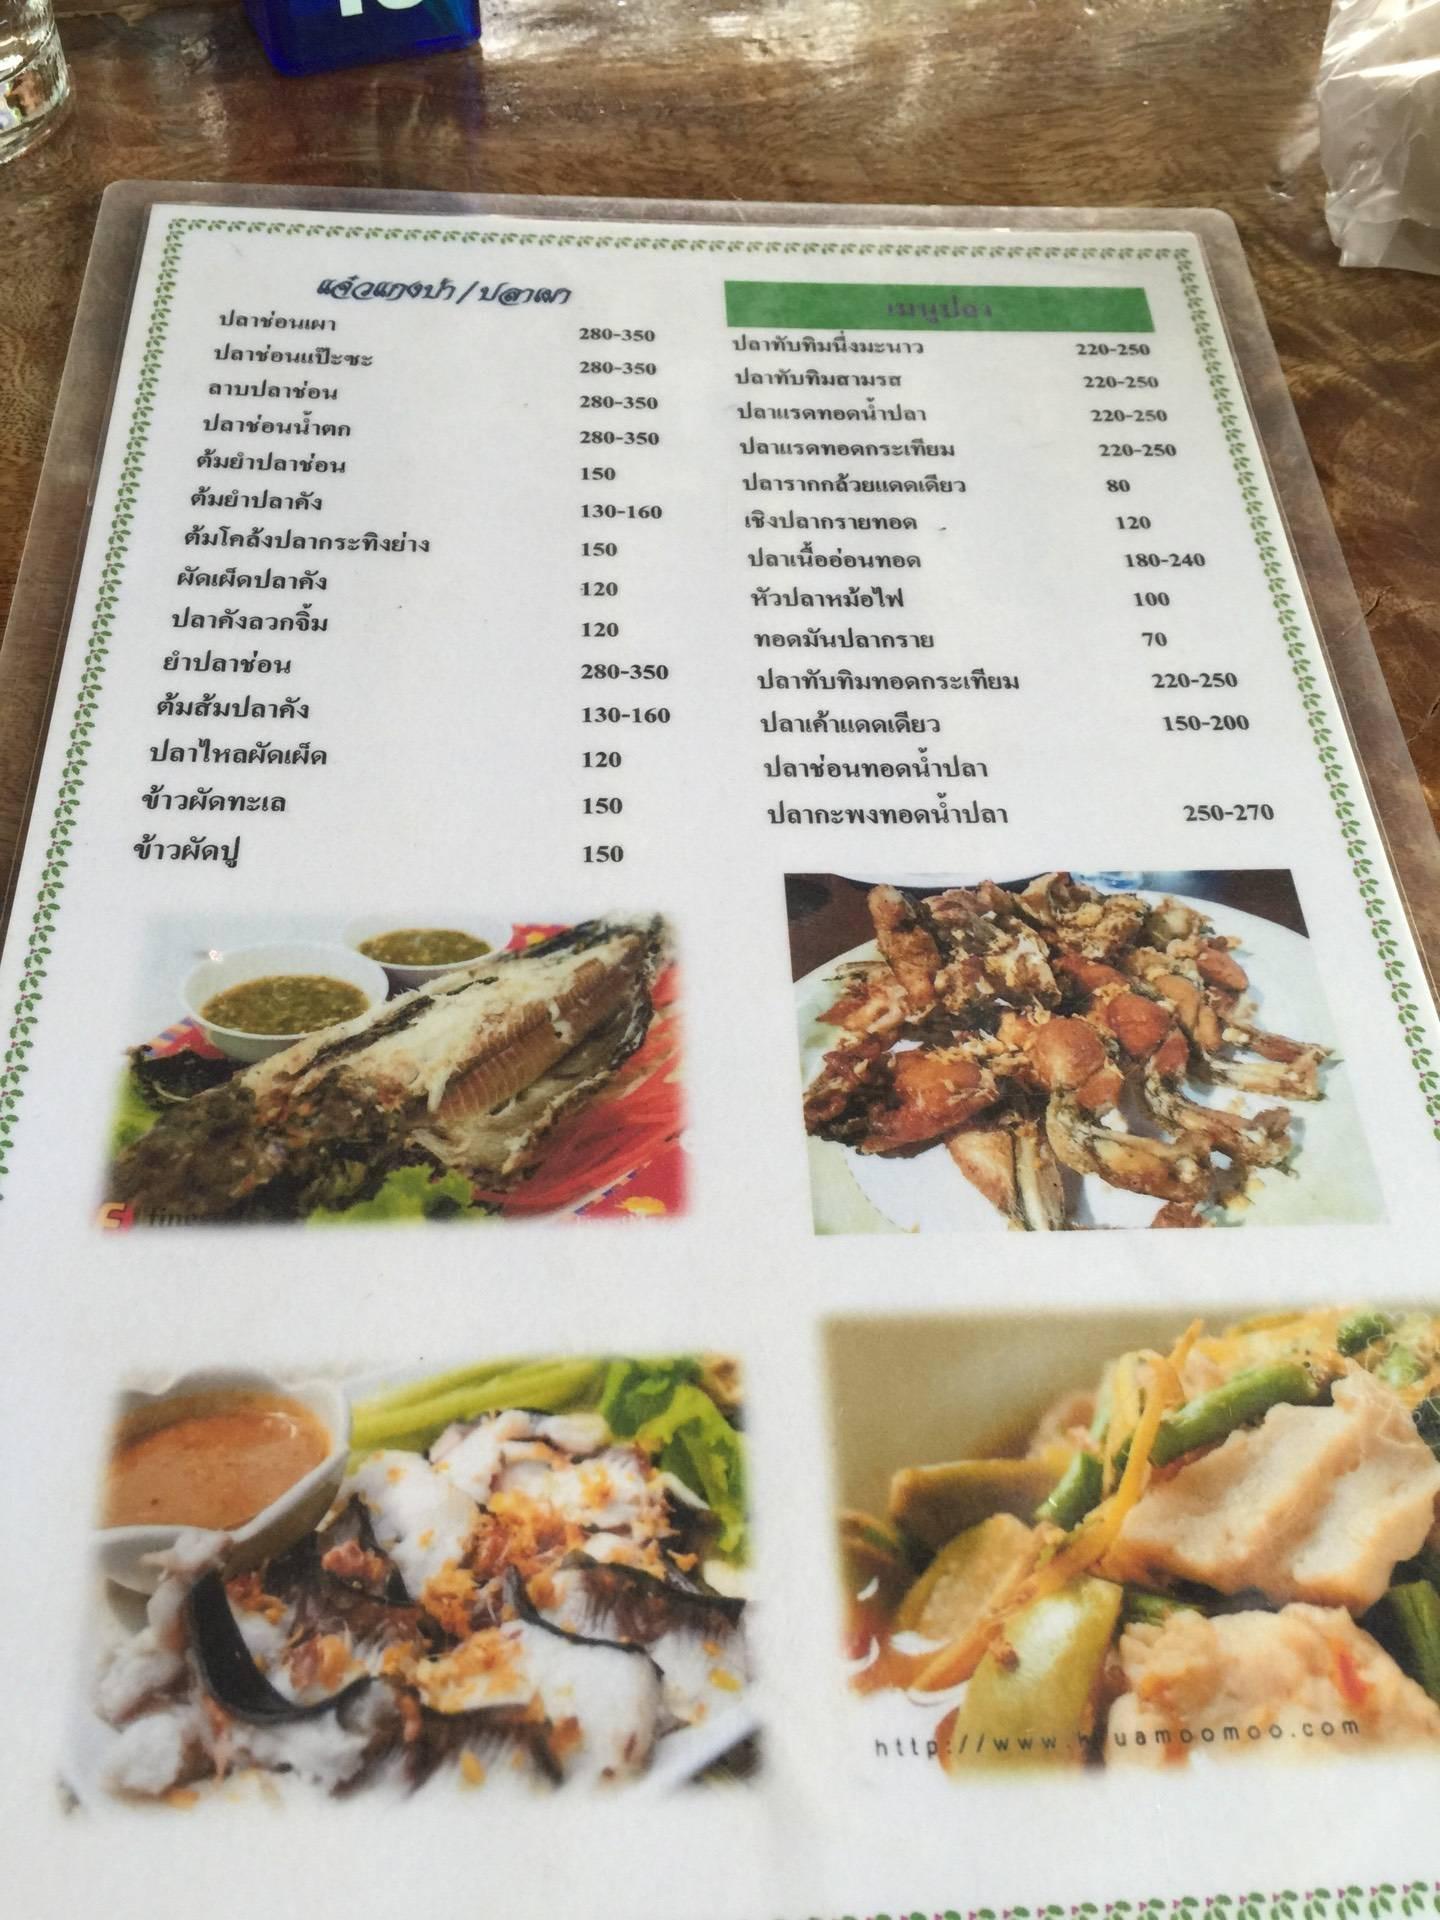 แจ่วแกงป่า/ปลาเผา
ปลาช่อนเผา 280-350
ปลาช่อนแป๊ะซะ 280-350
ลาบปลาช่อน 280-350
ปลาช่อนน้ำตก 280-350
ต้มยำปลาช่อน 150
ต้มยำปลาคัง 130-160
ต้มโคล้งปลากระทิงย่าง 150
ผัดเผ็ดปลาคัง 120
ปลาคังลวกจิ้ม 120
ยำปลาช่อน 280-350
ต้มส้มปลาคัง 130-160
ปลาไหลผัดเผ็ด 120
ข้าวผัดทะเล 150
ข้าวผัดปู 150
เมนูปลา
ปลาทับทิมนึ่งมะนาว 220-250
ปลาทับทิมสามรส 220-250
ปลาแรดทอดน้ำปลา 220-250
ปลาแรดทอดกระเทียม 220-250
ปลารากกล้วยแดดเดียว 80
เชิงปลากรายทอด 120
ปลาเนื้ออ่อนทอด 180-240
หัวปลาหม้อไฟ 100
ทอดมันปลากราย 70
ปลาทับทิมทอดกระเทียม 220-250
ปลาเค้าแดดเดียว 150-200
ปลาช่อนทอดน้ำปลา
ปลากะพงทอดน้ำปลา 250-270